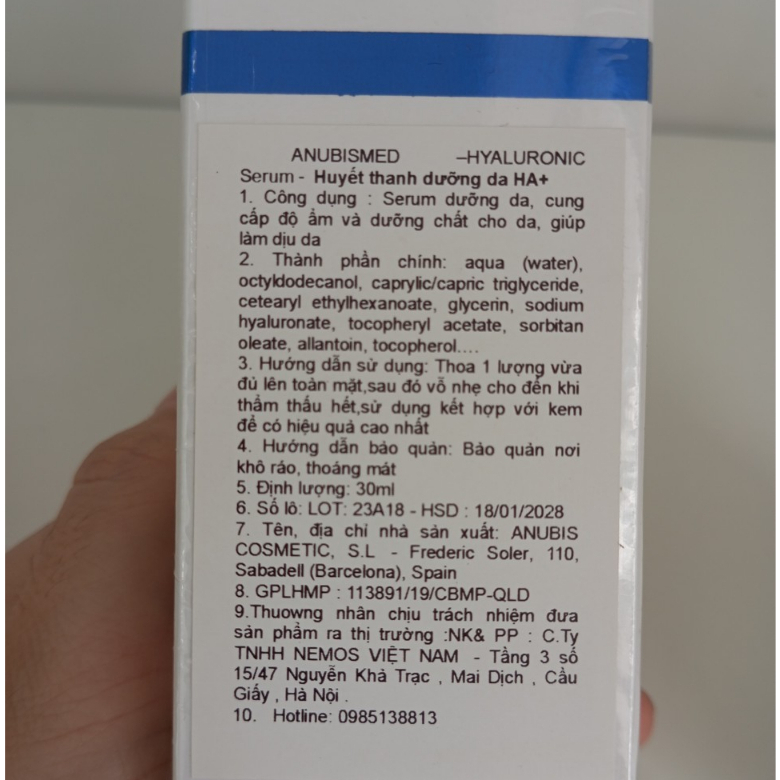 ANUBISMED –HYALURONIC
Serum - Huyết thanh dưỡng da HA+
1. Công dụng : Serum dưỡng da, cung
cấp độ ẩm và dưỡng chất cho da, giúp
làm dịu da
2. Thành phần chính: aqua (water),
octyldodecanol, caprylic/capric triglyceride,
cetearyl ethylhexanoate, glycerin, sodium
hyaluronate, tocopheryl acetate, sorbitan
oleate, allantoin, tocopherol....
3. Hướng dẫn sử dụng: Thoa 1 lượng vừa
đủ lên toàn mặt,sau đó vỗ nhẹ cho đến khi
thẩm thấu hết,sử dụng kết hợp với kem
để có hiệu quả cao nhất
4. Hướng dẫn bảo quản: Bảo quản nơi
khô ráo, thoáng mát
5. Định lượng: 30ml
6. Số lô: LOT: 23A18 - HSD : 18/01/2028
7. Tên, địa chỉ nhà sản xuất: ANUBIS
COSMETIC, S.L - Frederic Soler, 110,
Sabadell (Barcelona), Spain
8. GPLHMP : 113891/19/CBMP-QLD
9.Thuowng nhân chịu trách nhiệm đưa
sản phẩm ra thị trường :NK& PP : C.Ty
TNHH NEMOS VIỆT NAM - Tầng 3 số
15/47 Nguyễn Khả Trạc , Mai Dịch , Cầu
Giấy , Hà Nội .
10. Hotline: 0985138813